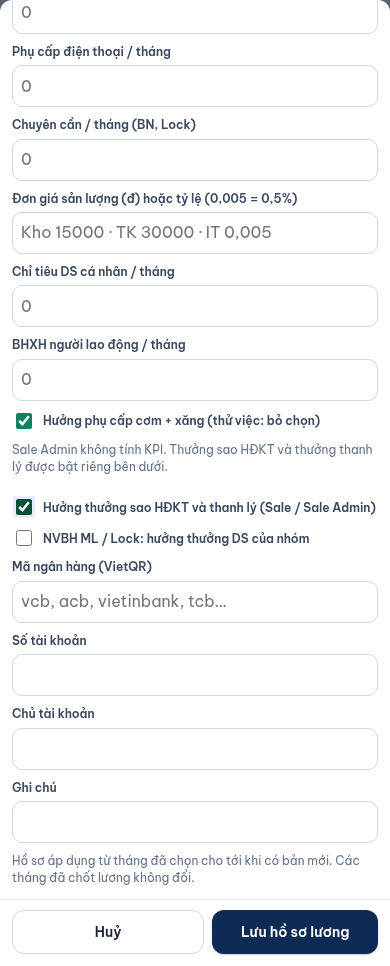 0
Phụ cấp điện thoại / tháng
0
Chuyên cần / tháng (BN, Lock)
0
Đơn giá sản lượng (đ) hoặc tỷ lệ (0,005 = 0,5%)
Kho 15000 · TK 30000 · IT 0,005
Chỉ tiêu DS cá nhân / tháng
0
BHXH người lao động / tháng
0
Hưởng phụ cấp cơm + xăng (thử việc: bỏ chọn)
Sale Admin không tính KPI. Thưởng sao HĐKT và thưởng thanh
lý được bật riêng bên dưới.
Hưởng thưởng sao HĐKT và thanh lý (Sale / Sale Admin)
NVBH ML / Lock: hưởng thưởng DS của nhóm
Mã ngân hàng (VietQR)
vcb, acb, vietinbank, tcb...
Số tài khoản
Chủ tài khoản
Ghi chú
Hồ sơ áp dụng từ tháng đã chọn cho tới khi có bản mới. Các
tháng đã chốt lương không đổi.
Huỷ
Lưu hồ sơ lương